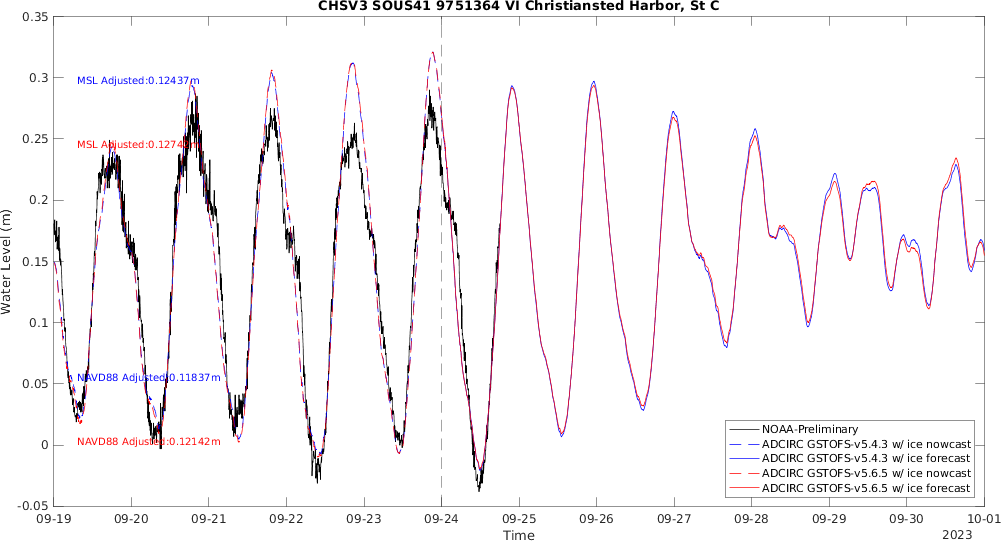 CHSV3 SOUS41 9751364 VI Christiansted Harbor, St C
0.35
0.3
0.25
0.2
0.15
0.1
0.05
0
-0.05
Water Level (m)
MSL Adjusted:0.12437m
MSL Adjusted:0.1274
NAVD88 Adjusted:0.11837m
NAVD88 Adjusted:0.12142m
NOAA-Preliminary
ADCIRC GSTOFS-v5.4.3 w/ ice nowcast
ADCIRC GSTOFS-v5.4.3 w/ ice forecast
ADCIRC GSTOFS-v5.6.5 w/ ice nowcast
ADCIRC GSTOFS-v5.6.5 w/ ice forecast
09-19 09-20 09-21 09-22 09-23 09-24 09-25 09-26 09-27 09-28 09-29 09-30 10-01
Time
2023